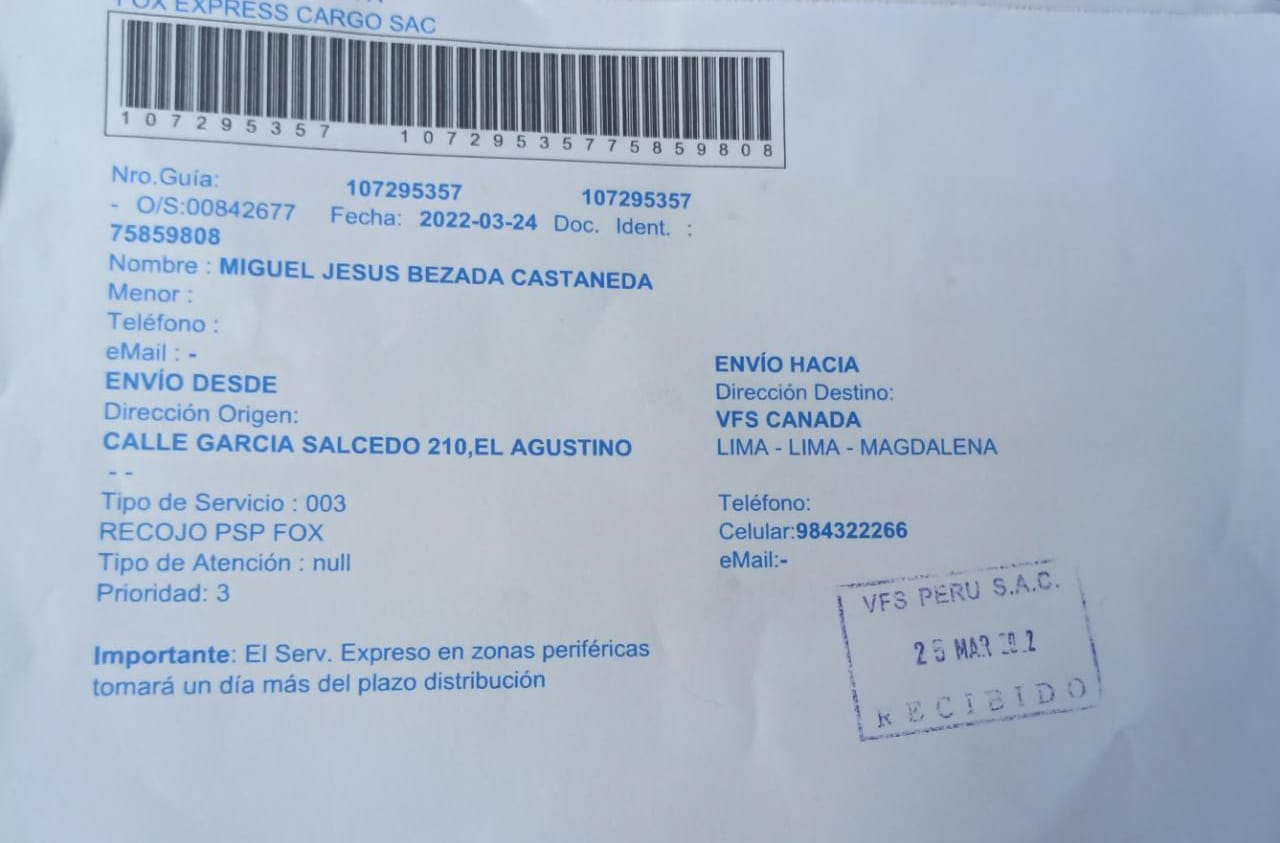 FOX EXPRESS CARGO SAC
107295357 10729535775859808
Nro.Guía: 107295357 107295357
- O/S:00842677 Fecha: 2022-03-24 Doc. Ident. :
75859808
Nombre : MIGUEL JESUS BEZADA CASTANEDA
Menor :
Teléfono :
eMail : -
ENVÍO DESDE
Dirección Origen:
CALLE GARCIA SALCEDO 210,EL AGUSTINO
- -
Tipo de Servicio : 003
RECOJO PSP FOX
Tipo de Atención : null
Prioridad: 3
ENVÍO HACIA
Dirección Destino:
VFS CANADA
LIMA - LIMA - MAGDALENA
Teléfono:
Celular:984322266
eMail:-
Importante: El Serv. Expreso en zonas periféricas
tomará un día más del plazo distribución
VFS PERU S.A.C.
25 MAR
RECIBIDO